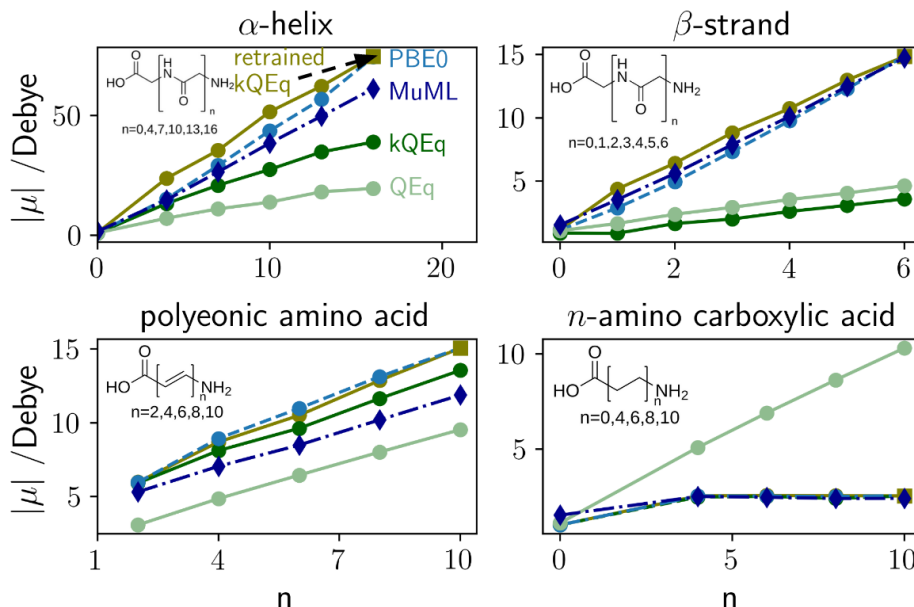 α-helix
β-strand
|μ| /Debye
50
0
0
10
20
O
HO
H
N
O
NH₂
n
n=0,4,7,10,13,16
retrained
kQEq
PBE0
MuML
kQEq
QEq
15
10
5
0
2
4
6
O
HO
H
N
O
NH₂
n
n=0,1,2,3,4,5,6
polyeonic amino acid
n-amino carboxylic acid
|μ| /Debye
15
10
5
1
4
7
10
n
O
HO
NH₂
n
n=2,4,6,8,10
10
5
0
5
10
n
O
HO
NH₂
n
n=0,4,6,8,10